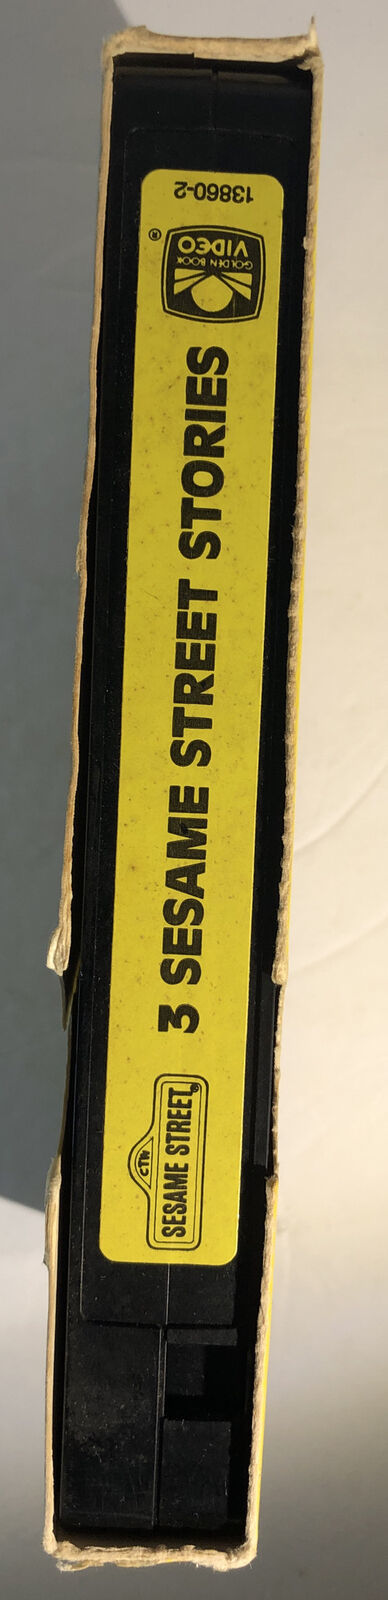 CTW
SESAME STREET®
3 SESAME STREET STORIES
GOLDEN BOOK
VIDEO
®
13860-2